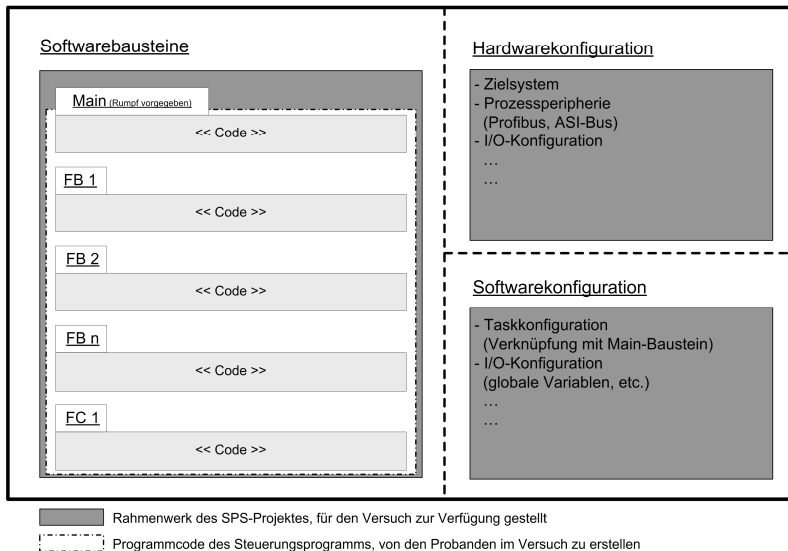 Softwarebausteine
Main (Rumpf vorgegeben)
<< Code >>
FB 1
<< Code >>
FB 2
<< Code >>
FB n
<< Code >>
FC 1
<< Code >>
Hardwarekonfiguration
- Zielsystem
- Prozessperipherie
(Profibus, ASI-Bus)
- I/O-Konfiguration
…
…
Softwarekonfiguration
- Taskkonfiguration
(Verknüpfung mit Main-Baustein)
- I/O-Konfiguration
(globale Variablen, etc.)
…
…
Rahmenwerk des SPS-Projektes, für den Versuch zur Verfügung gestellt
Programmcode des Steuerungsprogramms, von den Probanden im Versuch zu erstellen